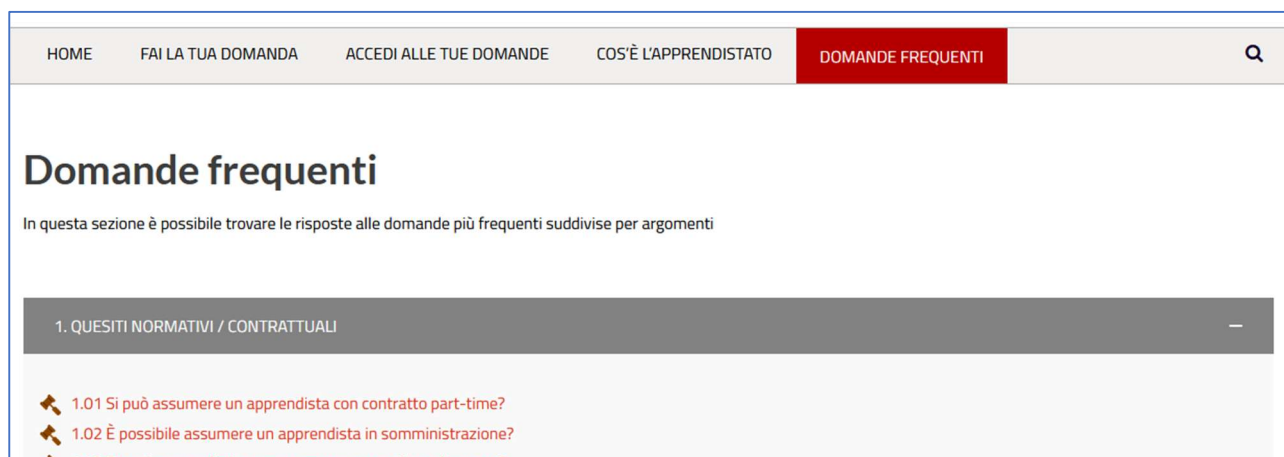 HOME FAI LA TUA DOMANDA ACCEDI ALLE TUE DOMANDE COS'È L'APPRENDISTATO DOMANDE FREQUENTI
Domande frequenti
In questa sezione è possibile trovare le risposte alle domande più frequenti suddivise per argomenti
1. QUESITI NORMATIVI / CONTRATTUALI
1.01 Si può assumere un apprendista con contratto part-time?
1.02 È possibile assumere un apprendista in somministrazione?